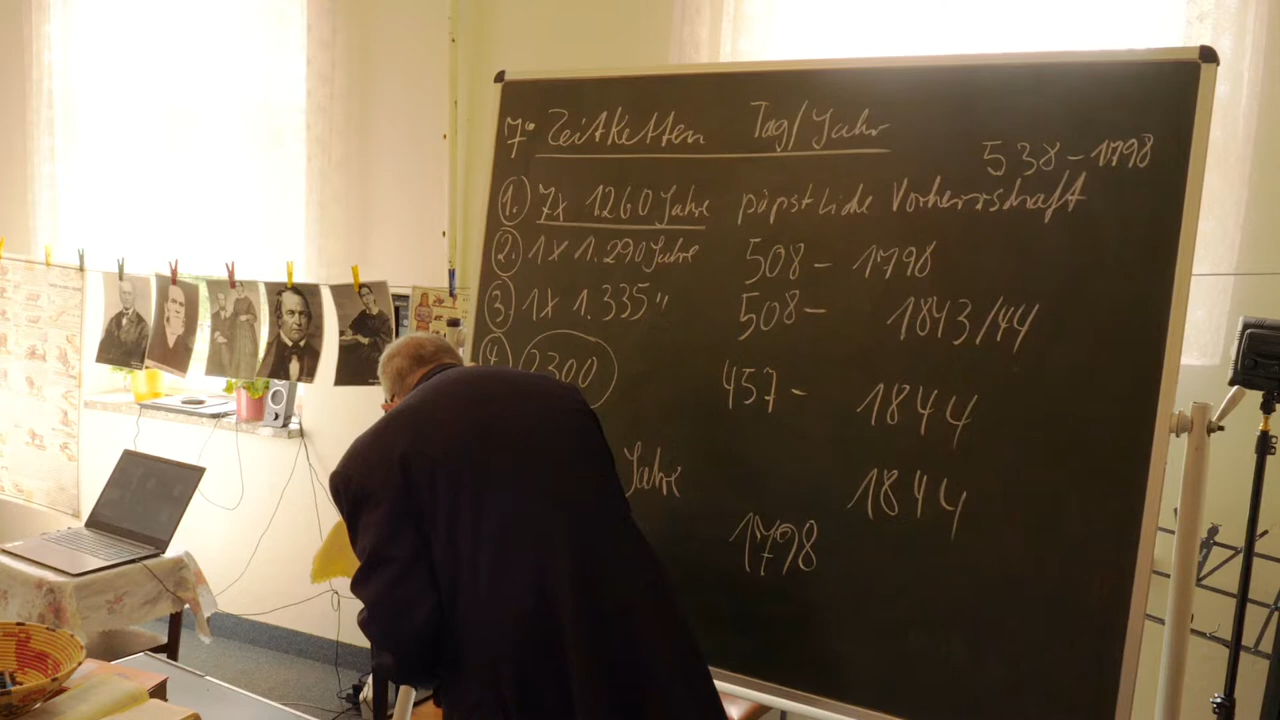 7 Zeitketten Tag/Jahr
538-1798
1. 7x 1260 Jahre päpstliche Vorherrschaft
2. 1x 1.290 Jahre 508 - 1798
3. 1x 1.335 " 508 - 1843/44
4. 2300 457 - 1844
Jahre 1844
1798